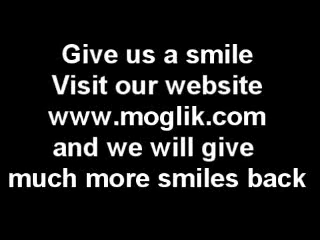 Give us a smile
Visit our website
www.moglik.com
and we will give
much more smiles back